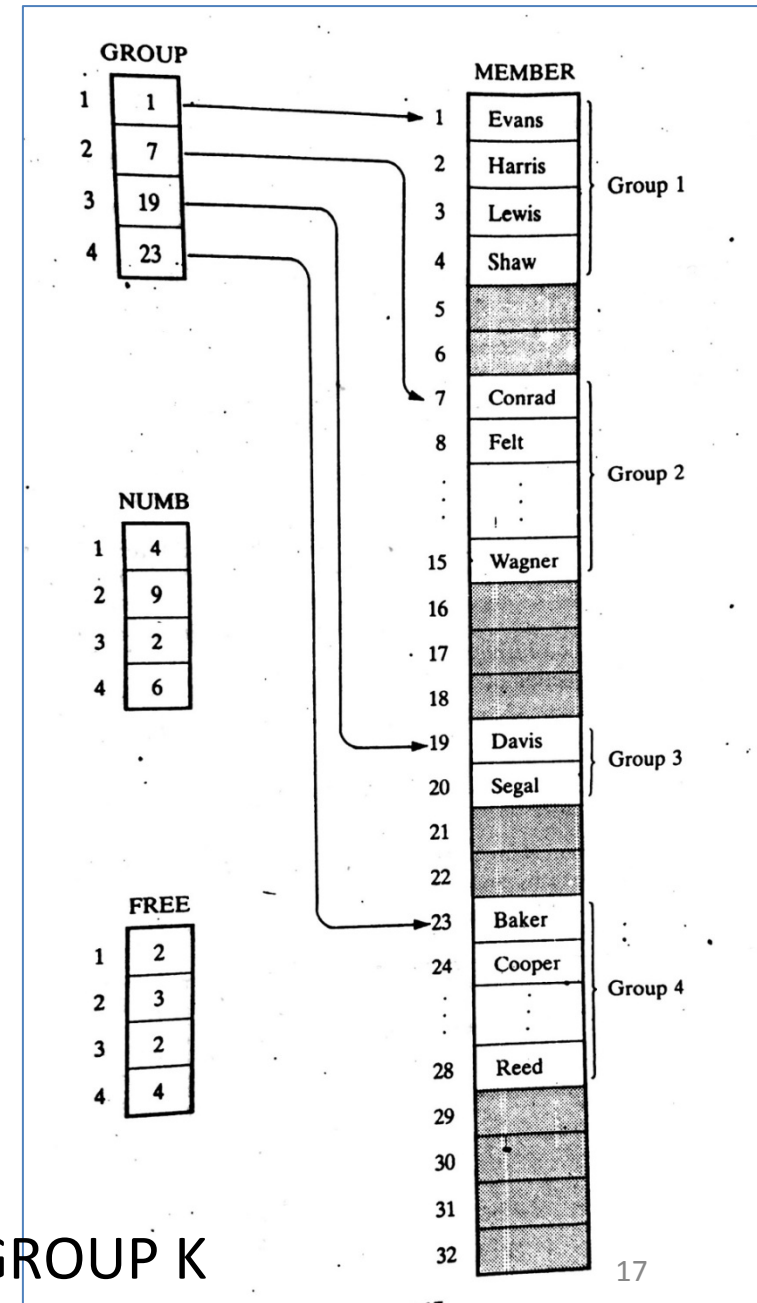 GROUP
1 1
2 7
3 19
4 23
NUMB
1 4
2 9
3 2
4 6
FREE
1 2
2 3
3 2
4 4
MEMBER
1 Evans
2 Harris
3 Lewis
4 Shaw
Group 1
5
6
7 Conrad
8 Felt
Group 2
15 Wagner
16
17
18
19 Davis
20 Segal
Group 3
21
22
23 Baker
24 Cooper
Group 4
28 Reed
29
30
31
32
GROUP K
17